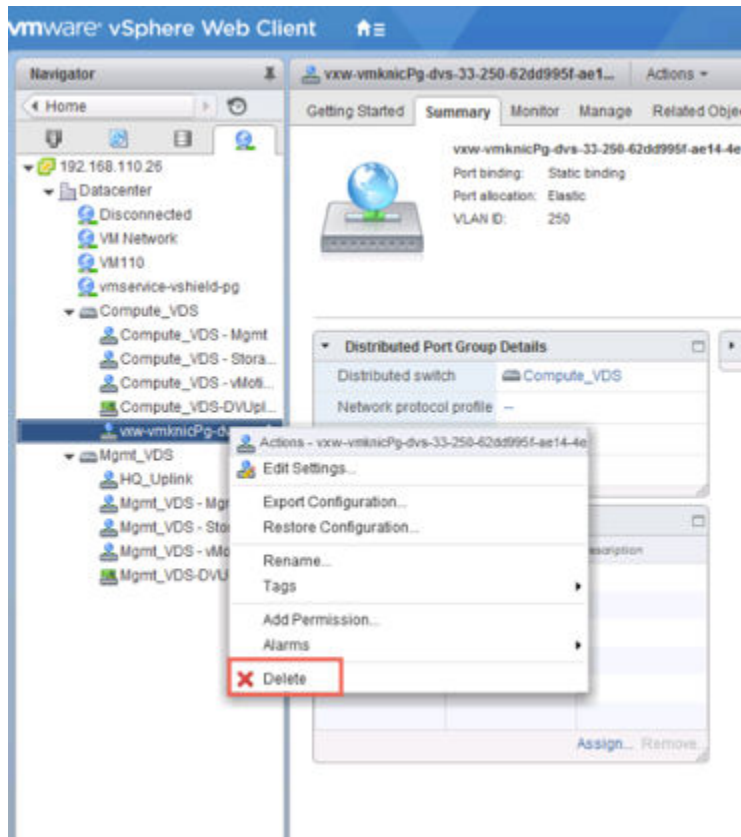 vmware® vSphere Web Client
Navigator
Home
192.168.110.26
Datacenter
Disconnected
VM Network
VM110
vmservice-vshield-pg
Compute_VDS
Compute_VDS - Mgmt
Compute_VDS - Stora...
Compute_VDS - vMoti...
Compute_VDS-DVUpl...
vxw-vmknicPg-dv
Mgmt_VDS
HQ_Uplink
Mgmt_VDS - Mgr
Mgmt_VDS - Sto
Mgmt_VDS - vMo
Mgmt_VDS-DVU
vxw-vmknicPg-dvs-33-250-62dd995f-ae1...
Actions
Getting Started Summary Monitor Manage Related Obje
vxw-vmknicPg-dvs-33-250-62dd995f-ae14-4e
Port binding: Static binding
Port allocation: Elastic
VLAN ID: 250
Distributed Port Group Details
Distributed switch Compute_VDS
Network protocol profile --
Actions - vxw-vmknicPg-dvs-33-250-62dd995f-ae14-4e
Edit Settings...
Export Configuration...
Restore Configuration...
Rename...
Tags
Add Permission...
Alarms
Delete
escription
Assign... Remove...